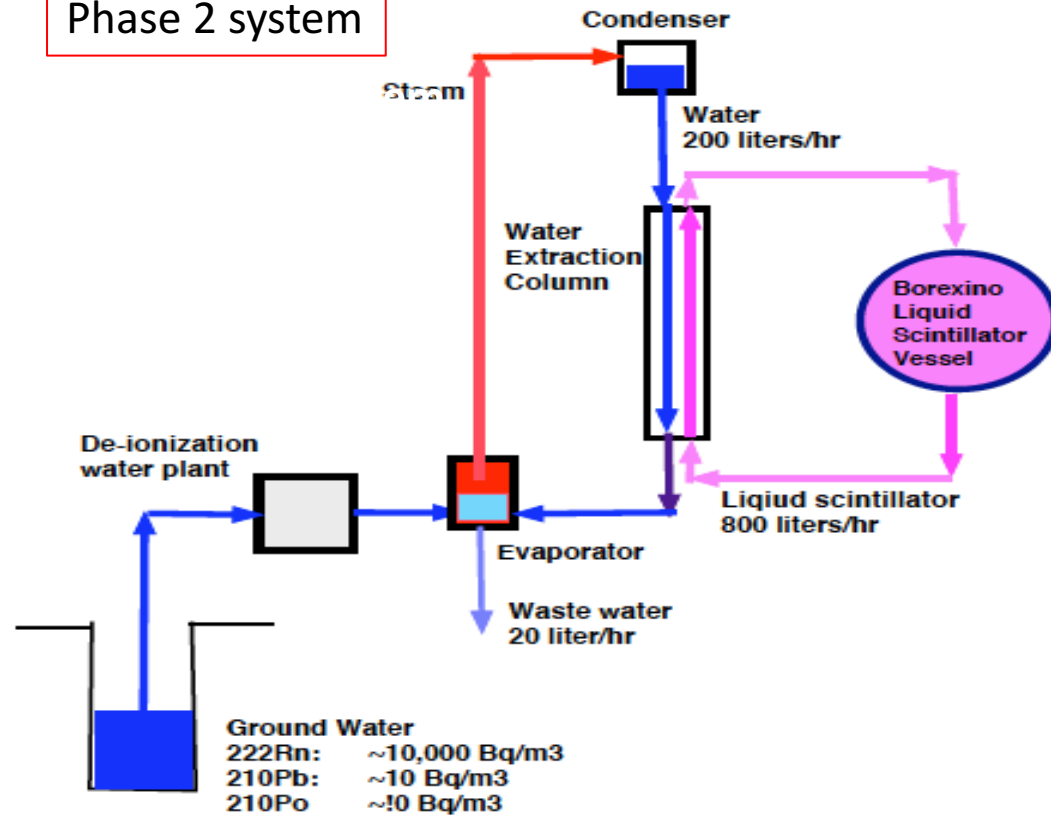 Phase 2 system
Condenser
Steam
Water
200 liters/hr
Water
Extraction
Column
Borexino
Liquid
Scintillator
Vessel
De-ionization
water plant
Liqiud scintillator
800 liters/hr
Evaporator
Waste water
20 liter/hr
Ground Water
222Rn: ~10,000 Bq/m3
210Pb: ~10 Bq/m3
210Po ~!0 Bq/m3